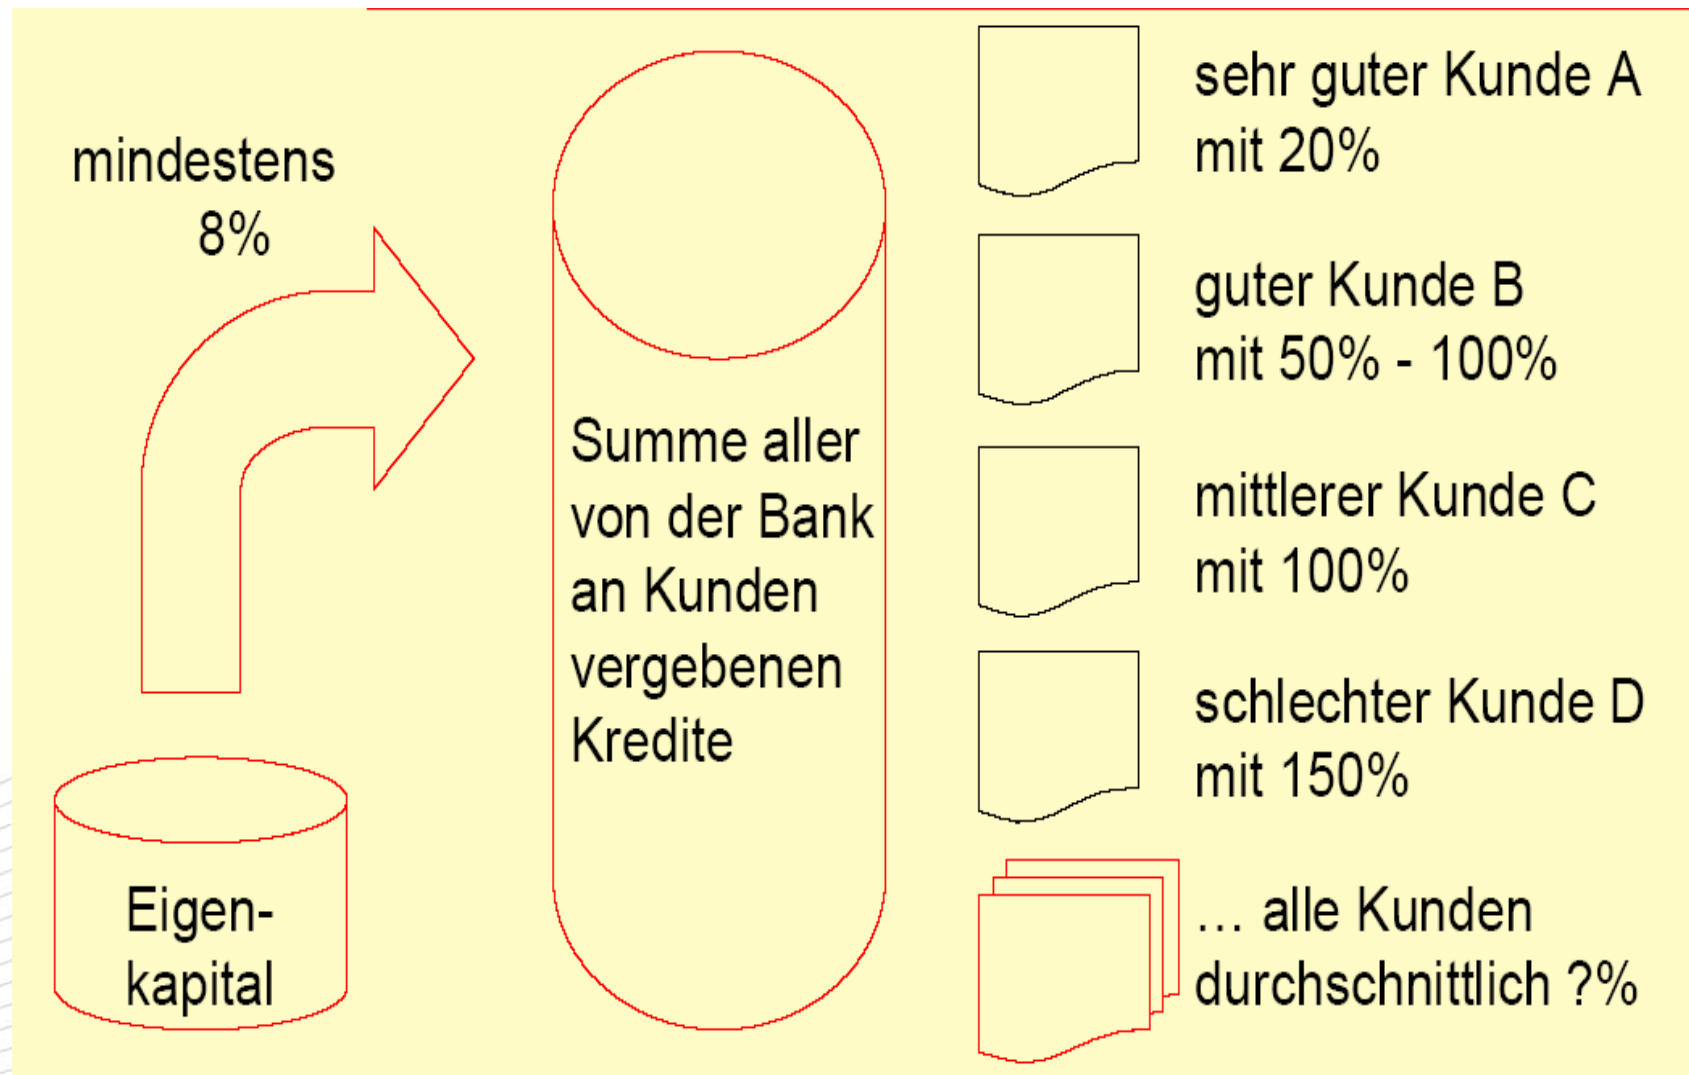 mindestens
8%
Eigen-
kapital
Summe aller
von der Bank
an Kunden
vergebenen
Kredite
sehr guter Kunde A
mit 20%
guter Kunde B
mit 50% - 100%
mittlerer Kunde C
mit 100%
schlechter Kunde D
mit 150%
... alle Kunden
durchschnittlich ?%